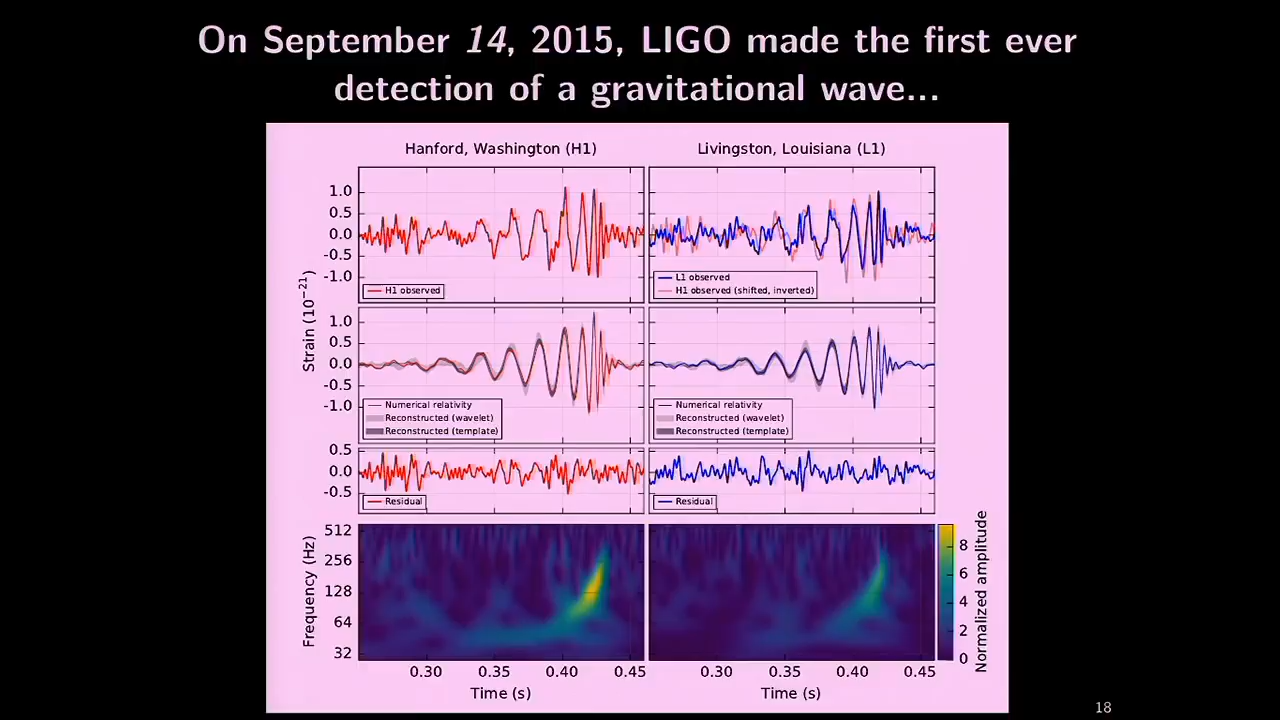 On September 14, 2015, LIGO made the first ever
detection of a gravitational wave...
Hanford, Washington (H1)
Livingston, Louisiana (L1)
Strain (10⁻²¹)
1.0
0.5
0.0
-0.5
-1.0
H1 observed
L1 observed
H1 observed (shifted, inverted)
1.0
0.5
0.0
-0.5
-1.0
Numerical relativity
Reconstructed (wavelet)
Reconstructed (template)
Numerical relativity
Reconstructed (wavelet)
Reconstructed (template)
0.5
0.0
-0.5
Residual
Residual
Frequency (Hz)
512
256
128
64
32
Normalized amplitude
8
6
4
2
0
0.30 0.35 0.40 0.45
0.30 0.35 0.40 0.45
Time (s)
Time (s)
18